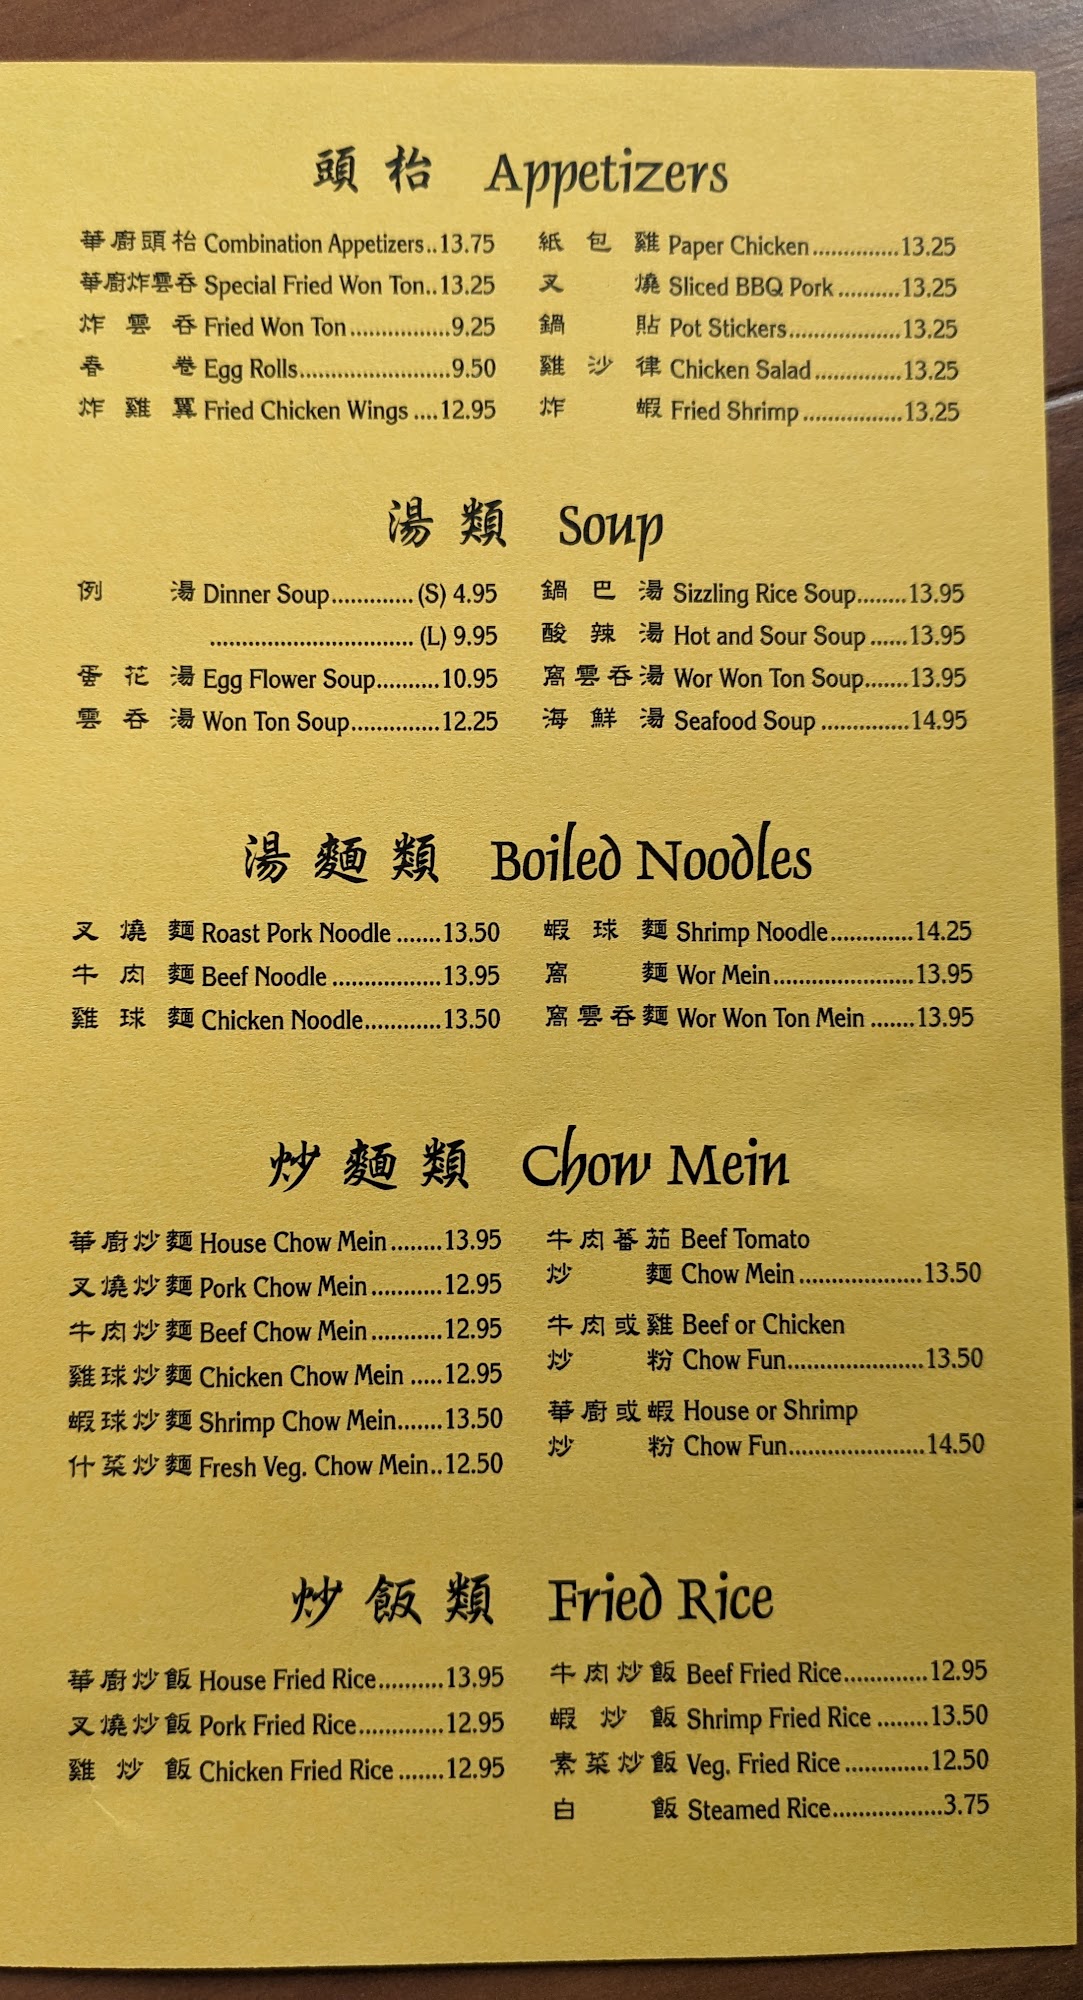 頭枱 Appetizers
華廚頭枱 Combination Appetizers..13.75
華廚炸雲吞 Special Fried Won Ton..13.25
炸雲吞 Fried Won Ton................9.25
春卷 Egg Rolls........................9.50
炸雞翼 Fried Chicken Wings ....12.95
紙包雞 Paper Chicken..............13.25
叉燒 Sliced BBQ Pork ..........13.25
鍋貼 Pot Stickers..................13.25
雞沙律 Chicken Salad ..............13.25
炸蝦 Fried Shrimp ................13.25
湯類 Soup
例湯 Dinner Soup.............(S) 4.95
................................ (L) 9.95
蛋花湯 Egg Flower Soup..........10.95
雲吞湯 Won Ton Soup..............12.25
鍋巴湯 Sizzling Rice Soup........13.95
酸辣湯 Hot and Sour Soup ......13.95
窩雲吞湯 Wor Won Ton Soup.......13.95
海鮮湯 Seafood Soup ..............14.95
湯麵類 Boiled Noodles
叉燒麵 Roast Pork Noodle .......13.50
牛肉麵 Beef Noodle .................13.95
雞球麵 Chicken Noodle............13.50
蝦球麵 Shrimp Noodle.............14.25
窩麵 Wor Mein......................13.95
窩雲吞麵 Wor Won Ton Mein .......13.95
炒麵類 Chow Mein
華廚炒麵 House Chow Mein........13.95
叉燒炒麵 Pork Chow Mein...........12.95
牛肉炒麵 Beef Chow Mein...........12.95
雞球炒麵 Chicken Chow Mein .....12.95
蝦球炒麵 Shrimp Chow Mein.......13.50
什菜炒麵 Fresh Veg. Chow Mein..12.50
牛肉蕃茄 Beef Tomato
炒麵 Chow Mein ...................13.50
牛肉或雞 Beef or Chicken
炒粉 Chow Fun......................13.50
華廚或蝦 House or Shrimp
炒粉 Chow Fun......................14.50
炒飯類 Fried Rice
華廚炒飯 House Fried Rice..........13.95
叉燒炒飯 Pork Fried Rice.............12.95
雞炒飯 Chicken Fried Rice .......12.95
牛肉炒飯 Beef Fried Rice.............12.95
蝦炒飯 Shrimp Fried Rice ........13.50
素菜炒飯 Veg. Fried Rice .............12.50
白飯 Steamed Rice..................3.75